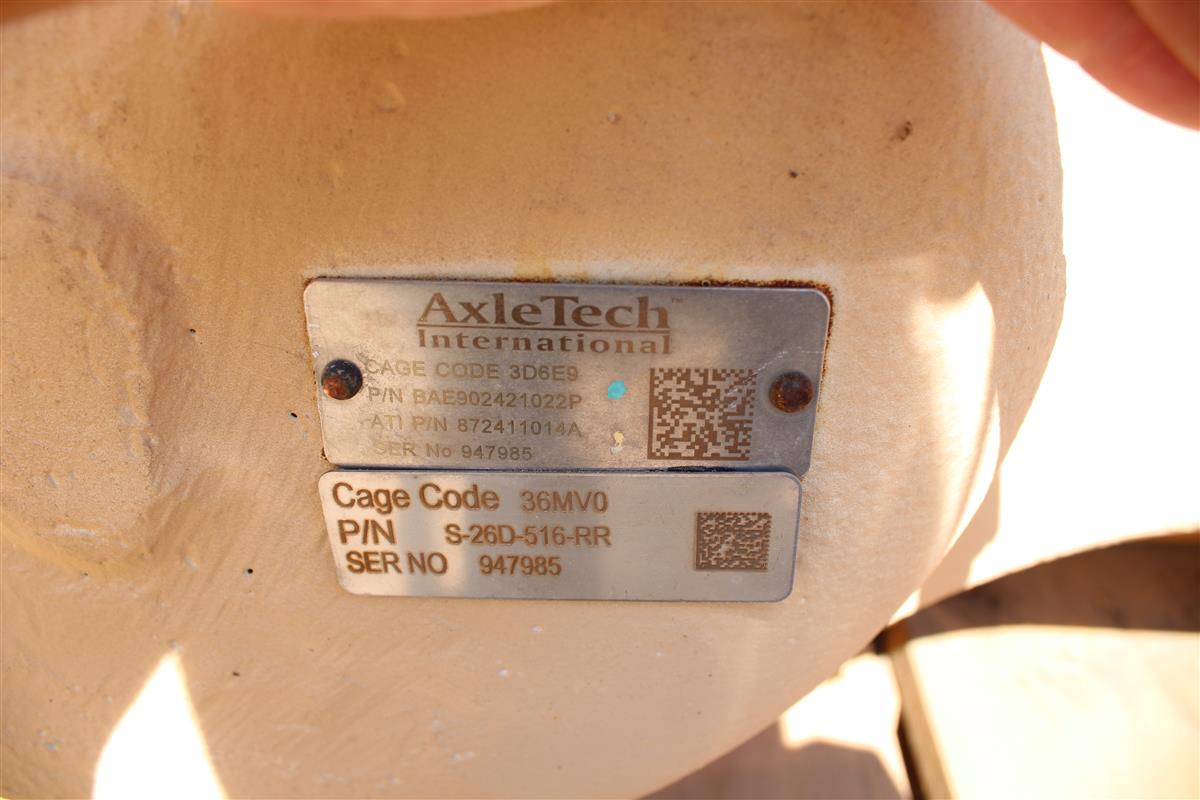 AxleTech™
International
CAGE CODE 3D6E9
P/N BAE902421022P
ATI P/N 872411014A
SER No 947985
Cage Code 36MV0
P/N S-26D-516-RR
SER NO 947985